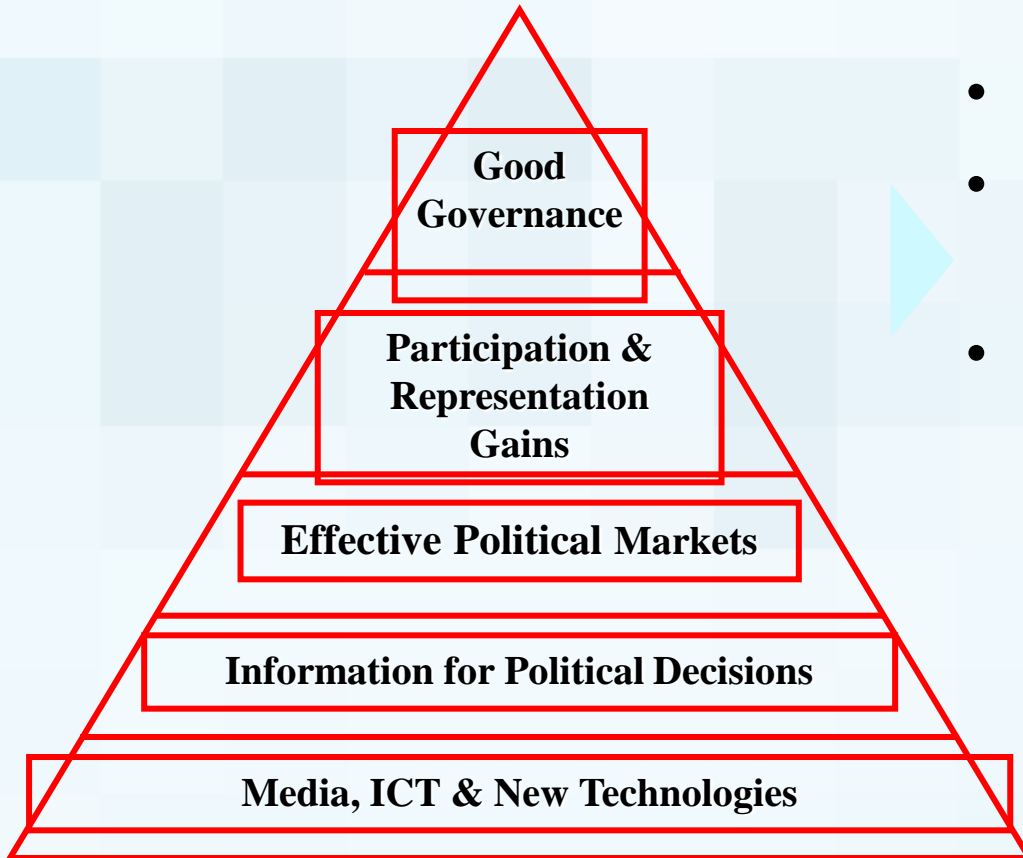 Good
Governance
Participation &
Representation
Gains
Effective Political Markets
Information for Political Decisions
Media, ICT & New Technologies